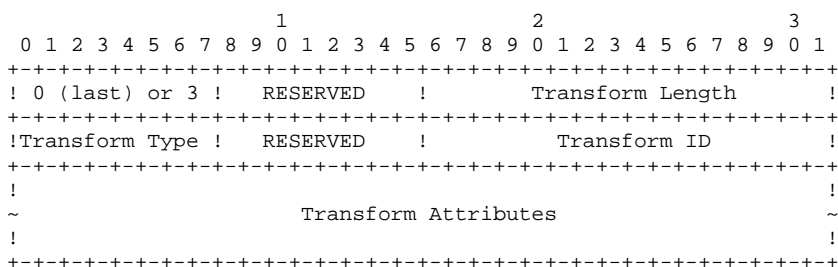 1                   2                   3
 0 1 2 3 4 5 6 7 8 9 0 1 2 3 4 5 6 7 8 9 0 1 2 3 4 5 6 7 8 9 0 1
+-+-+-+-+-+-+-+-+-+-+-+-+-+-+-+-+-+-+-+-+-+-+-+-+-+-+-+-+-+-+-+-+
! 0 (last) or 3 !   RESERVED    !        Transform Length       !
+-+-+-+-+-+-+-+-+-+-+-+-+-+-+-+-+-+-+-+-+-+-+-+-+-+-+-+-+-+-+-+-+
!Transform Type !   RESERVED    !          Transform ID         !
+-+-+-+-+-+-+-+-+-+-+-+-+-+-+-+-+-+-+-+-+-+-+-+-+-+-+-+-+-+-+-+-+
!                                                               !
~                      Transform Attributes                     ~
!                                                               !
+-+-+-+-+-+-+-+-+-+-+-+-+-+-+-+-+-+-+-+-+-+-+-+-+-+-+-+-+-+-+-+-+